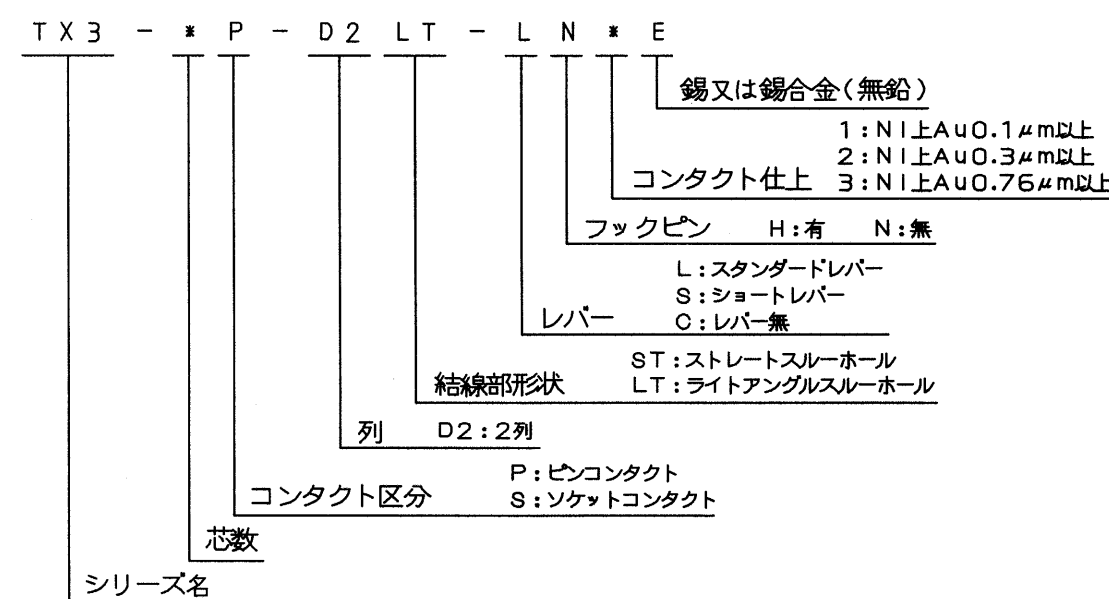 TX3 - * P - D2 LT - L N * E
錫又は錫合金(無鉛)
1:NI上Au0.1μm以上
2:NI上Au0.3μm以上
コンタクト仕上 3:NI上Au0.76μm以上
フックピン H:有 N:無
L:スタンダードレバー
S:ショートレバー
レバー C:レバー無
ST:ストレートスルーホール
結線部形状 LT:ライトアングルスルーホール
列 D2:2列
P:ピンコンタクト
コンタクト区分 S:ソケットコンタクト
芯数
シリーズ名